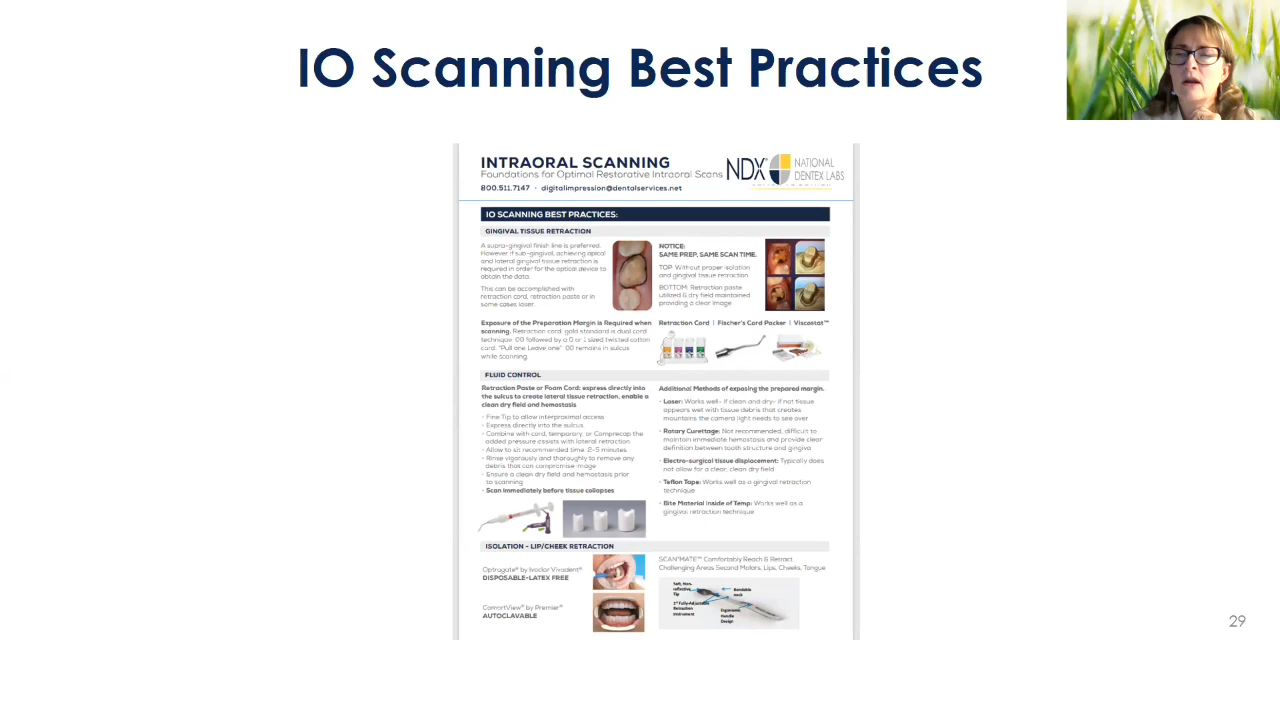 IO Scanning Best Practices
INTRAORAL SCANNING
Foundations for Optimal Restorative Intraoral Scans
800.511.7147 · digitalimpression@dentalservices.net
NDX NATIONAL
DENTEX LABS
IO SCANNING BEST PRACTICES:
GINGIVAL TISSUE RETRACTION
A supra-gingival finish line is preferred.
However if sub-gingival, achieving apical
and lateral gingival tissue retraction is
required in order for the optical device to
obtain the data.
This can be accomplished with
retraction cord, retraction paste or in
some cases laser.
NOTICE:
SAME PREP, SAME SCAN TIME.
TOP: Without proper isolation
and gingival tissue retraction
BOTTOM: Retraction paste
utilized & dry field maintained
providing a clear image
Exposure of the Preparation Margin is Required when
scanning. Retraction cord: gold standard is dual cord
technique: 00 followed by a 0 or 1 sized twisted cotton
cord. "Pull one Leave one" 00 remains in sulcus
while scanning.
Retraction Cord | Fischer's Cord Packer | Viscostat™
FLUID CONTROL
Retraction Paste or Foam Cord: express directly into
the sulcus to create lateral tissue retraction, enable a
clean dry field and hemostasis
· Fine Tip to allow interproximal access
· Express directly into the sulcus
· Combine with cord, temporary, or Comprecap the
added pressure assists with lateral retraction
· Allow to sit recommended time 2-5 minutes
· Rinse vigorously and thoroughly to remove any
debris that can compromise image
· Ensure a clean dry field and hemostasis prior
to scanning
· Scan immediately before tissue collapses
Additional Methods of exposing the prepared margin.
· Laser: Works well- if clean and dry- if not tissue
appears wet with tissue debris that creates
mountains the camera light needs to see over
· Rotary Curettage: Not recommended, difficult to
maintain immediate hemostasis and provide clear
definition between tooth structure and gingiva
· Electro-surgical tissue displacement: Typically does
not allow for a clear, clean dry field
· Teflon Tape: Works well as a gingival retraction
technique
· Bite Material Inside of Temp: Works well as a
gingival retraction technique
ISOLATION - LIP/CHEEK RETRACTION
Optragate® by Ivoclar Vivadent®
DISPOSABLE-LATEX FREE
ComfortView® by Premier®
AUTOCLAVABLE
SCAN"MATE™ Comfortably Reach & Retract
Challenging Areas Second Molars, Lips, Cheeks, Tongue
Soft, Non-
reflective
Tip
Bendable
neck
1st Fully-Adjustable
Retraction
Instrument
Ergonomic
Handle
Design
29